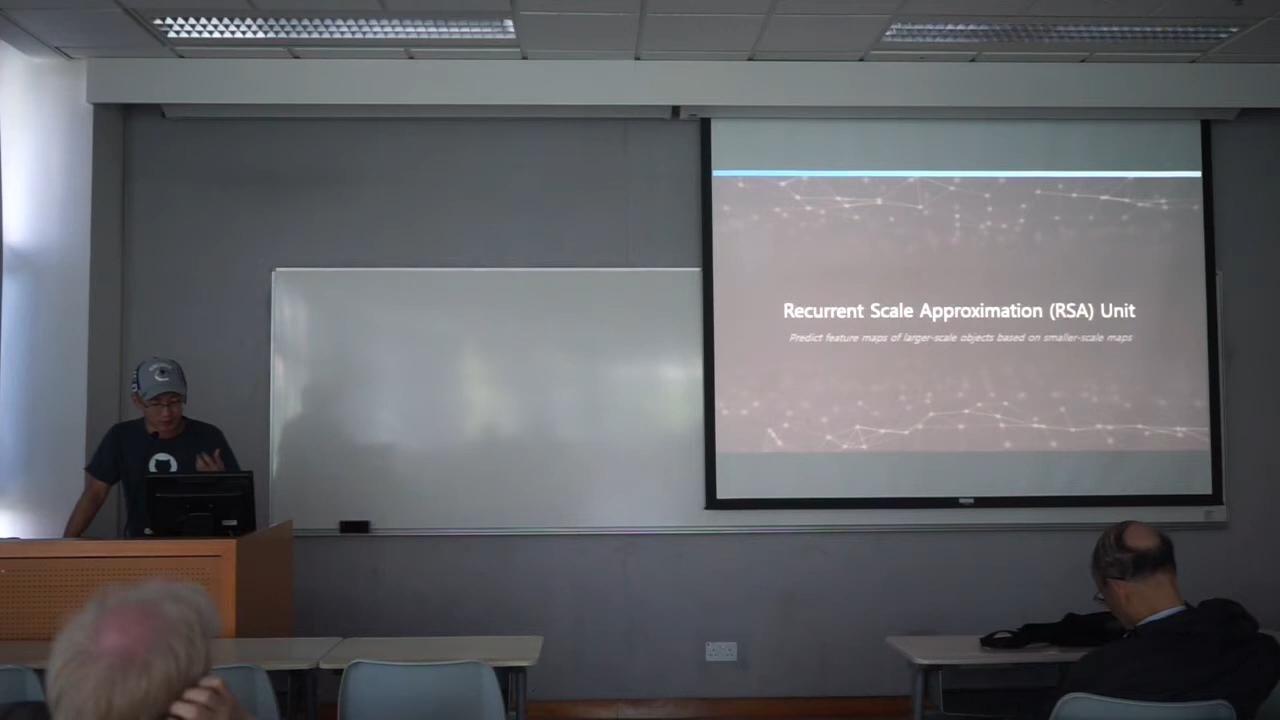 Recurrent Scale Approximation (RSA) Unit
Predict feature maps of larger-scale objects based on smaller-scale maps